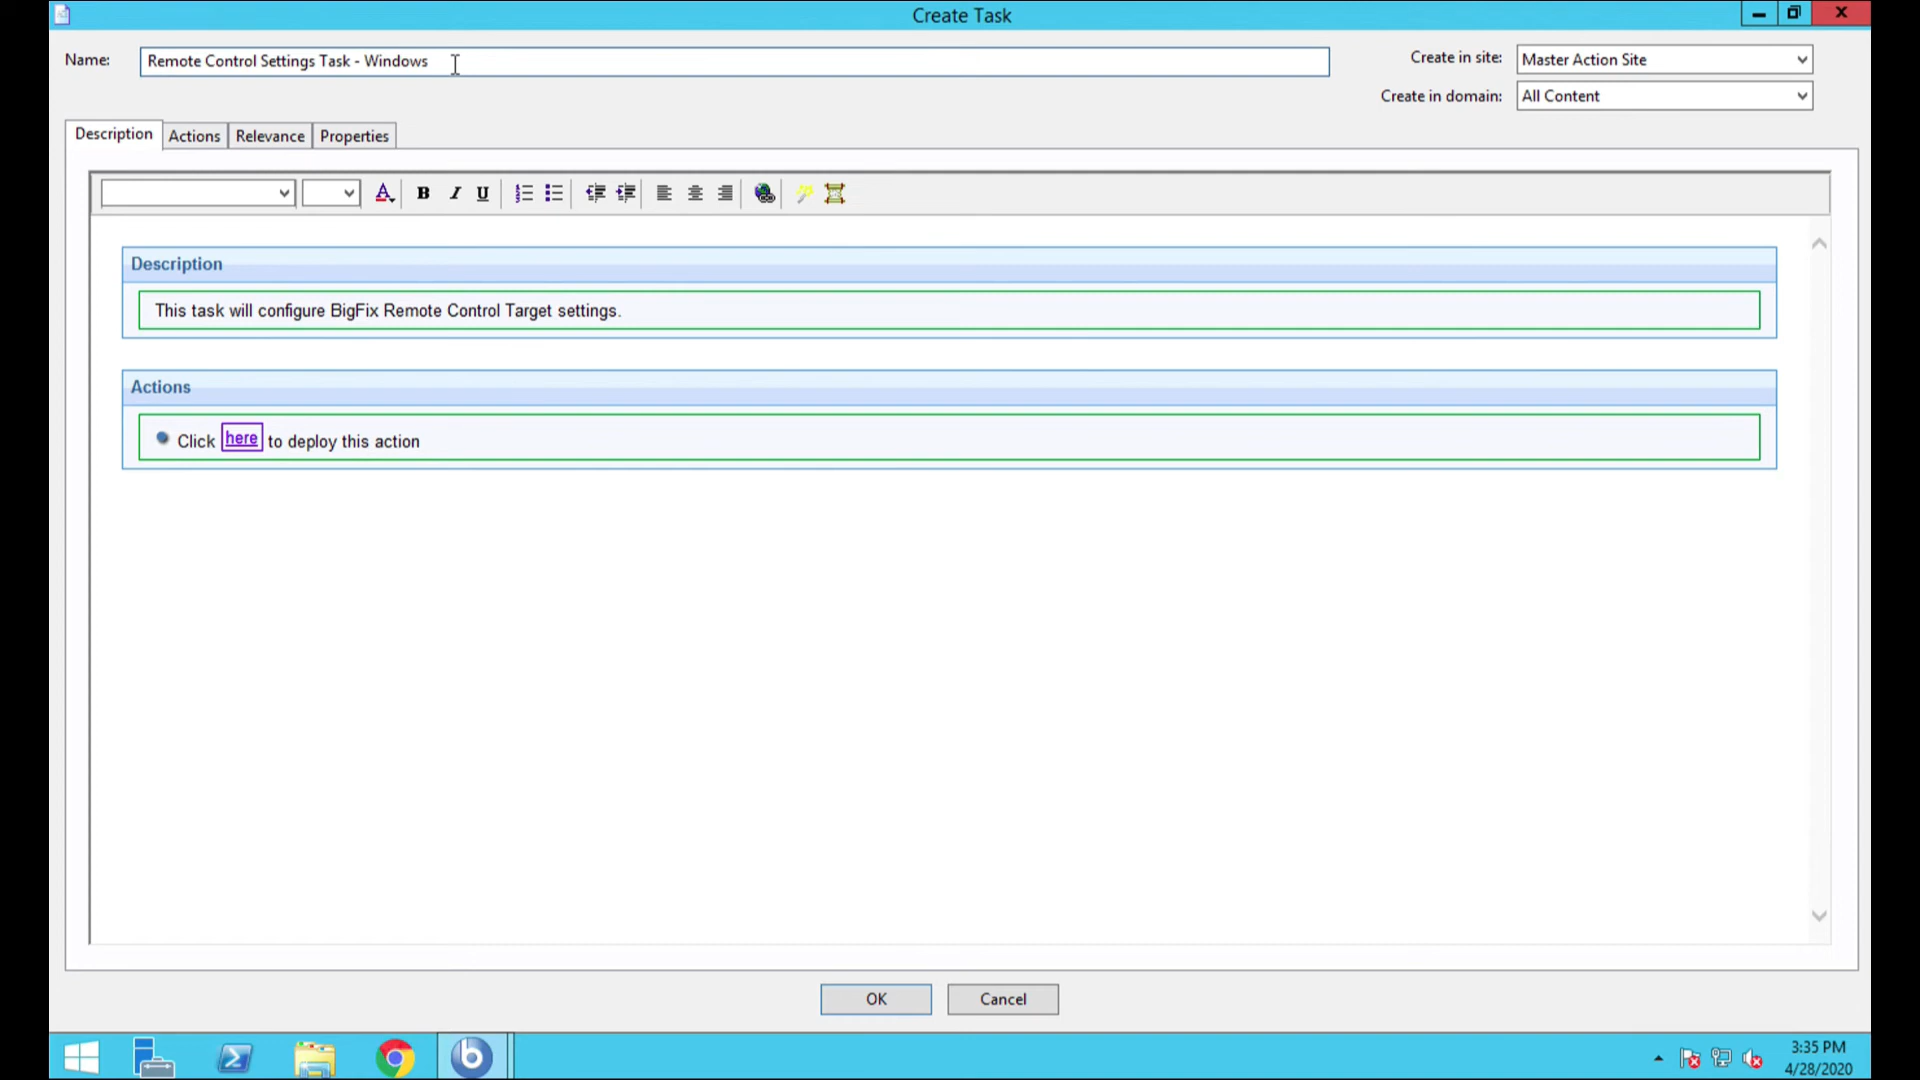 Create Task
Name: Remote Control Settings Task - Windows
Create in site: Master Action Site
Create in domain: All Content
Description Actions Relevance Properties
A B I U
Description
This task will configure BigFix Remote Control Target settings.
Actions
Click here to deploy this action
OK Cancel
3:35 PM
4/28/2020